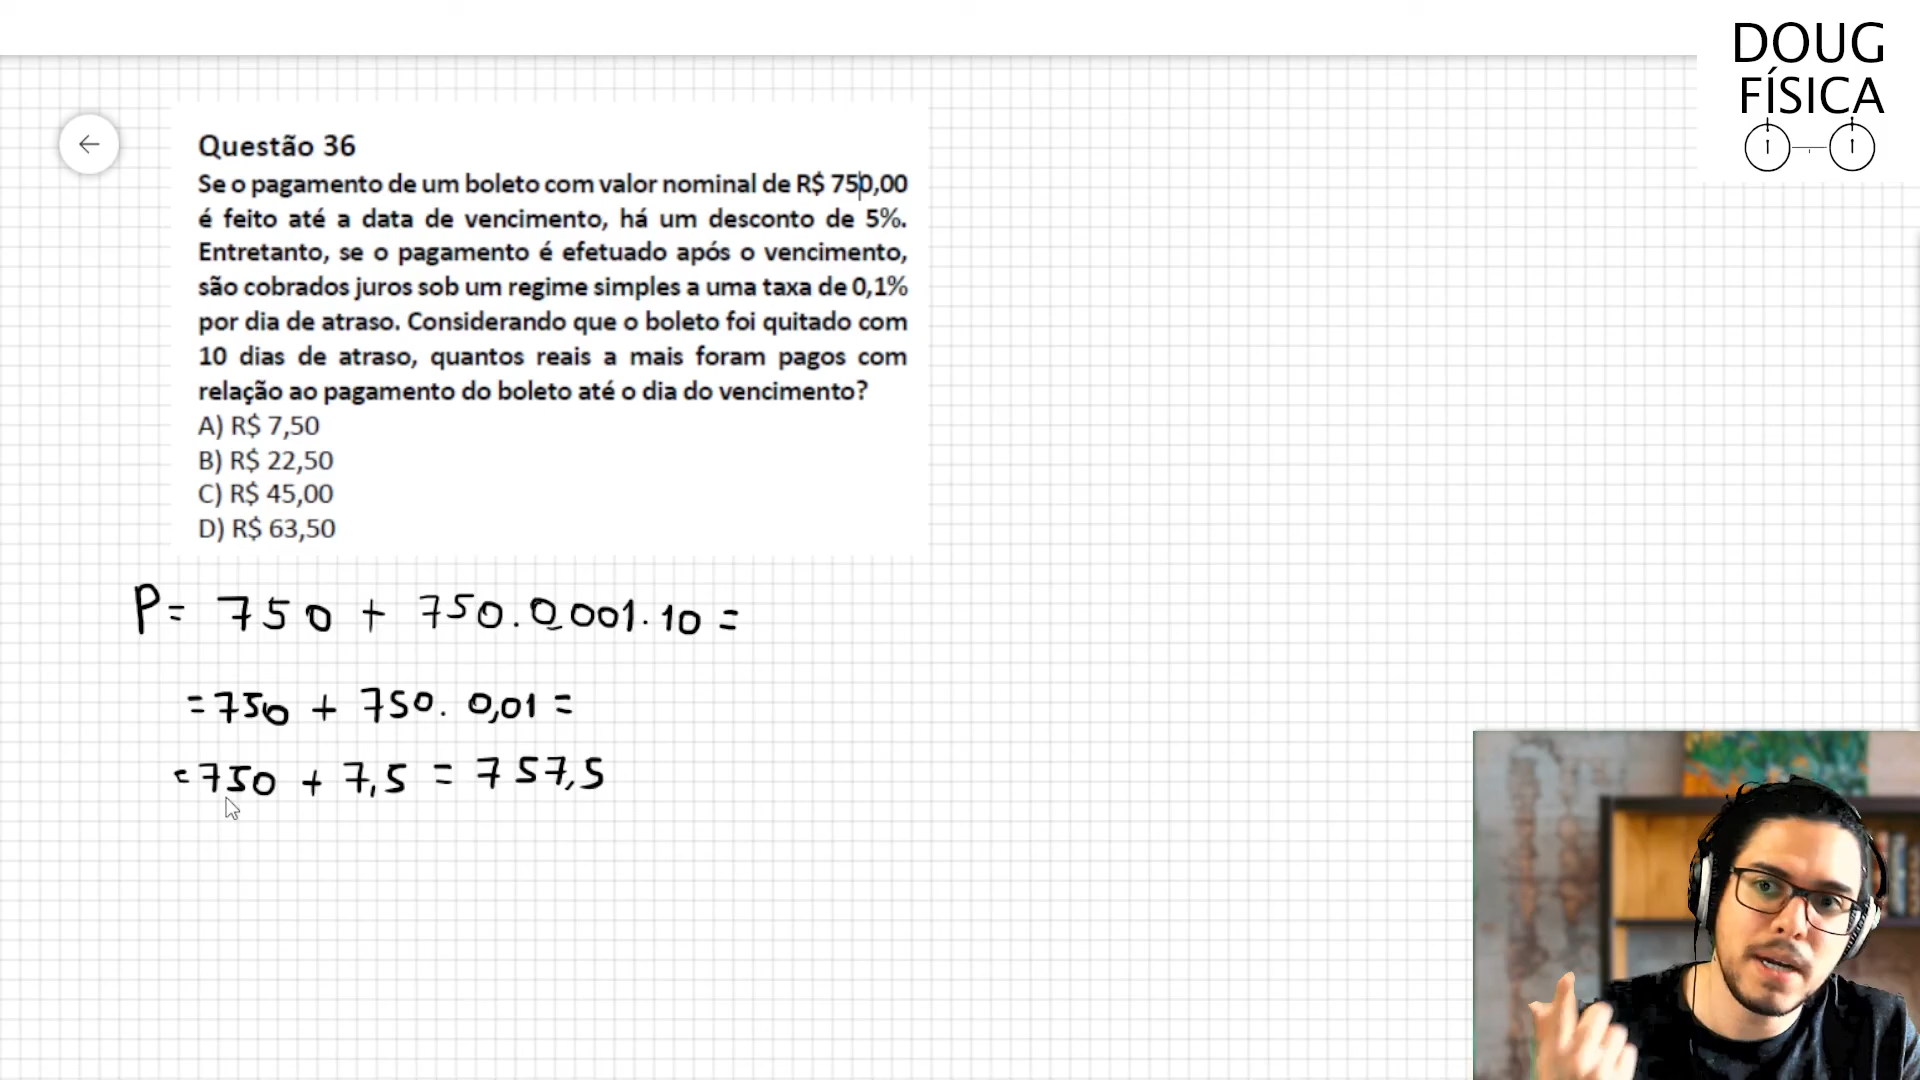 DOUG
FÍSICA
Questão 36
Se o pagamento de um boleto com valor nominal de R$ 750,00
é feito até a data de vencimento, há um desconto de 5%.
Entretanto, se o pagamento é efetuado após o vencimento,
são cobrados juros sob um regime simples a uma taxa de 0,1%
por dia de atraso. Considerando que o boleto foi quitado com
10 dias de atraso, quantos reais a mais foram pagos com
relação ao pagamento do boleto até o dia do vencimento?
A) R$ 7,50
B) R$ 22,50
C) R$ 45,00
D) R$ 63,50
P= 750 + 750.0,001.10 =
=750 + 750. 0,01 =
=750 + 7,5 = 757,5